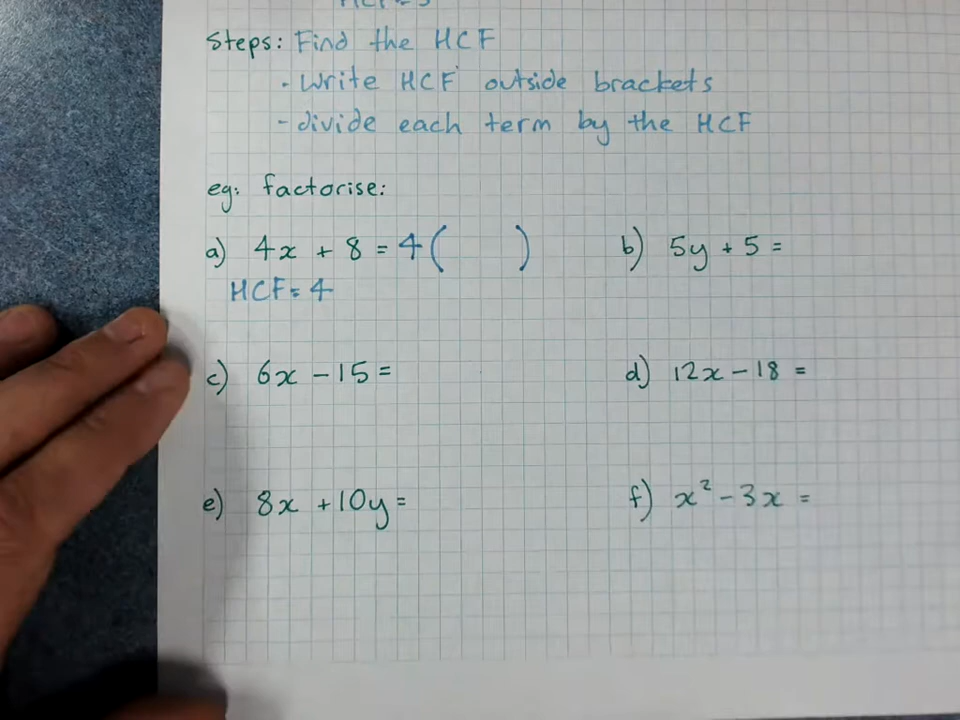 Steps: Find the HCF
- Write HCF outside brackets
- divide each term by the HCF
eg: factorise:
a) 4x + 8 = 4( )
HCF = 4
b) 5y + 5 =
c) 6x - 15 =
d) 12x - 18 =
e) 8x + 10y =
f) x² - 3x =